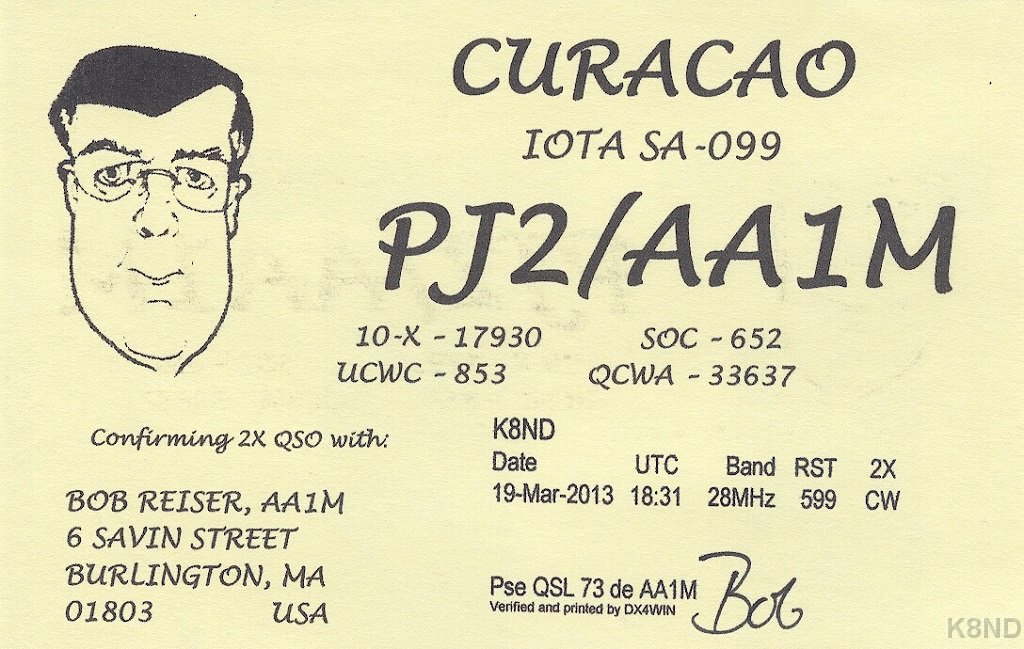 CURACAO
IOTA SA-099
PJ2/AA1M
10-X - 17930 SOC - 652
UCWC - 853 QCWA - 33637
Confirming 2X QSO with:
K8ND
Date UTC Band RST 2X
19-Mar-2013 18:31 28MHz 599 CW
BOB REISER, AA1M
6 SAVIN STREET
BURLINGTON, MA
01803 USA
Pse QSL 73 de AA1M
Verified and printed by DX4WIN
Bob
K8ND